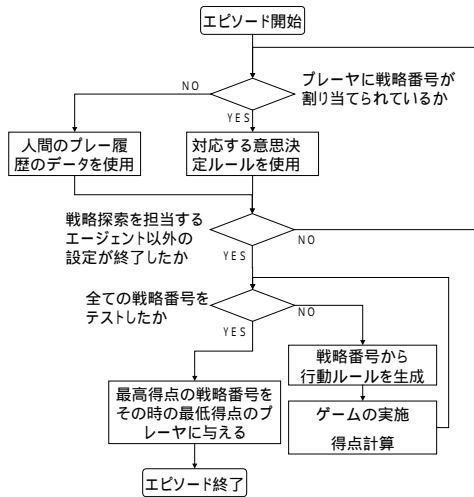 エピソード開始
プレーヤに戦略番号が
割り当てられているか
NO
YES
人間のプレー履
歴のデータを使用
対応する意思決
定ルールを使用
戦略探索を担当する
エージェント以外の
設定が終了したか
NO
YES
全ての戦略番号を
テストしたか
NO
YES
戦略番号から
行動ルールを生成
最高得点の戦略番号を
その時の最低得点のプ
レーヤに与える
ゲームの実施
得点計算
エピソード終了